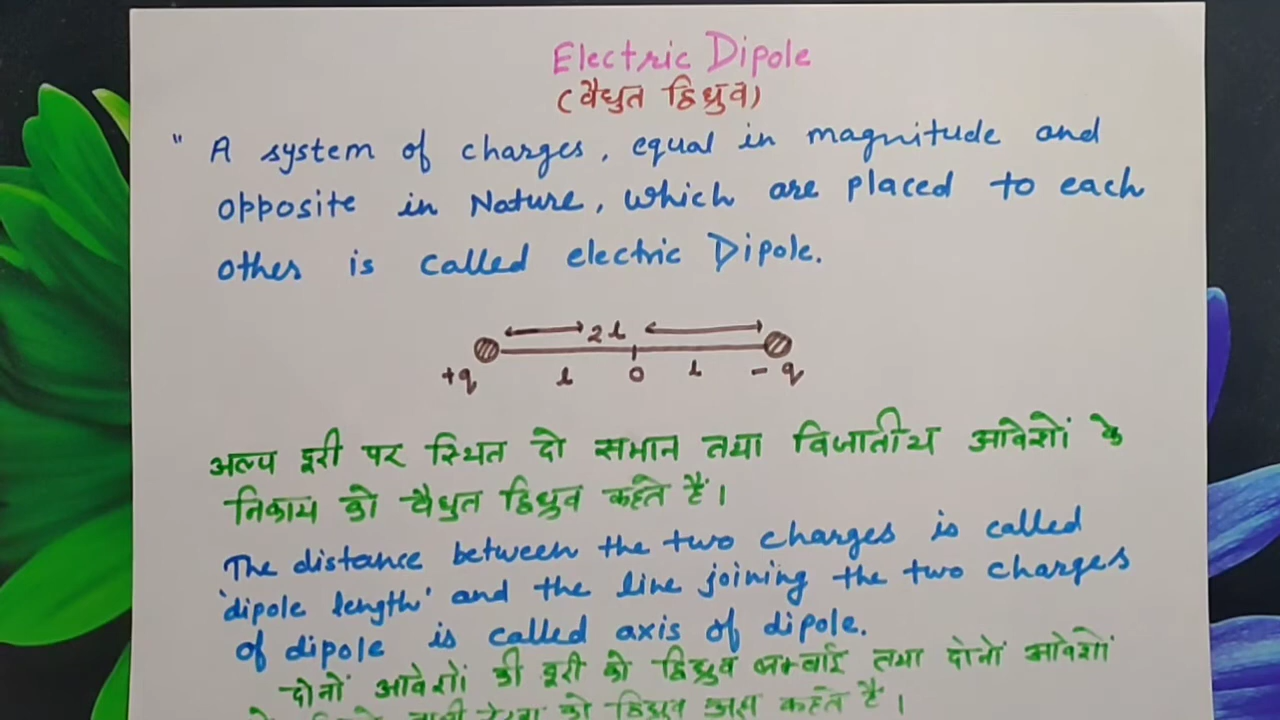 Electric Dipole
(वैधुत द्विध्रुव)
" A system of charges, equal in magnitude and
opposite in Nature, which are placed to each
other is called electric Dipole.
2l
+q l 0 l - q
अल्प दूरी पर स्थित दो समान तथा विजातीय आवेशों के
निकाय को वैधुत द्विध्रुव कहते हैं।
The distance between the two charges is called
'dipole length' and the line joining the two charges
of dipole is called axis of dipole.
दोनों आवेशों की दूरी को द्विध्रुव लम्बाई तथा दोनों आवेशों
को द्विध्रुव अक्ष कहते हैं।